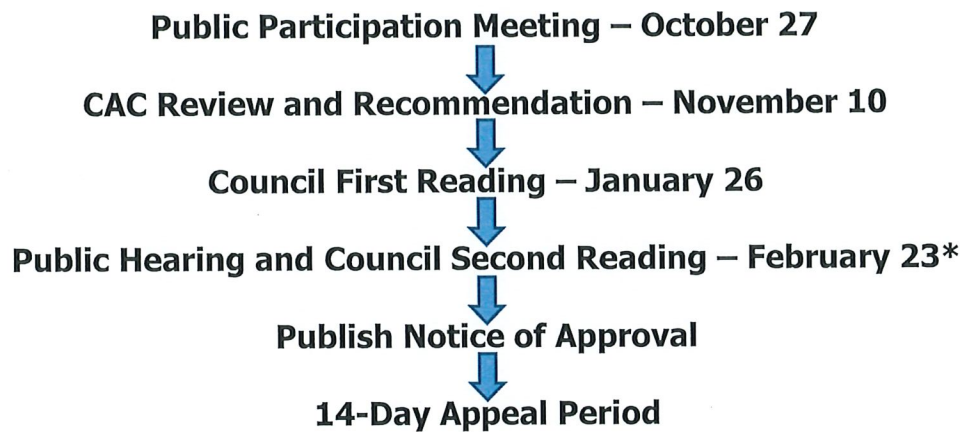 Public Participation Meeting – October 27
CAC Review and Recommendation – November 10
Council First Reading – January 26
Public Hearing and Council Second Reading – February 23*
Publish Notice of Approval
14-Day Appeal Period